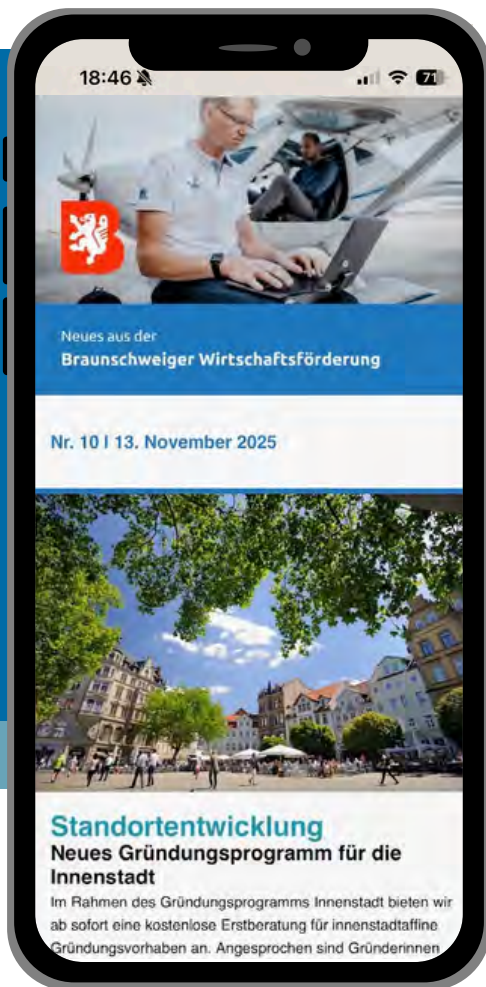 18:46
71
Neues aus der
Braunschweiger Wirtschaftsförderung
Nr. 10 I 13. November 2025
Standortentwicklung
Neues Gründungsprogramm für die
Innenstadt
Im Rahmen des Gründungsprogramms Innenstadt bieten wir
ab sofort eine kostenlose Erstberatung für innenstadtaffine
Gründungsvorhaben an. Angesprochen sind Gründerinnen